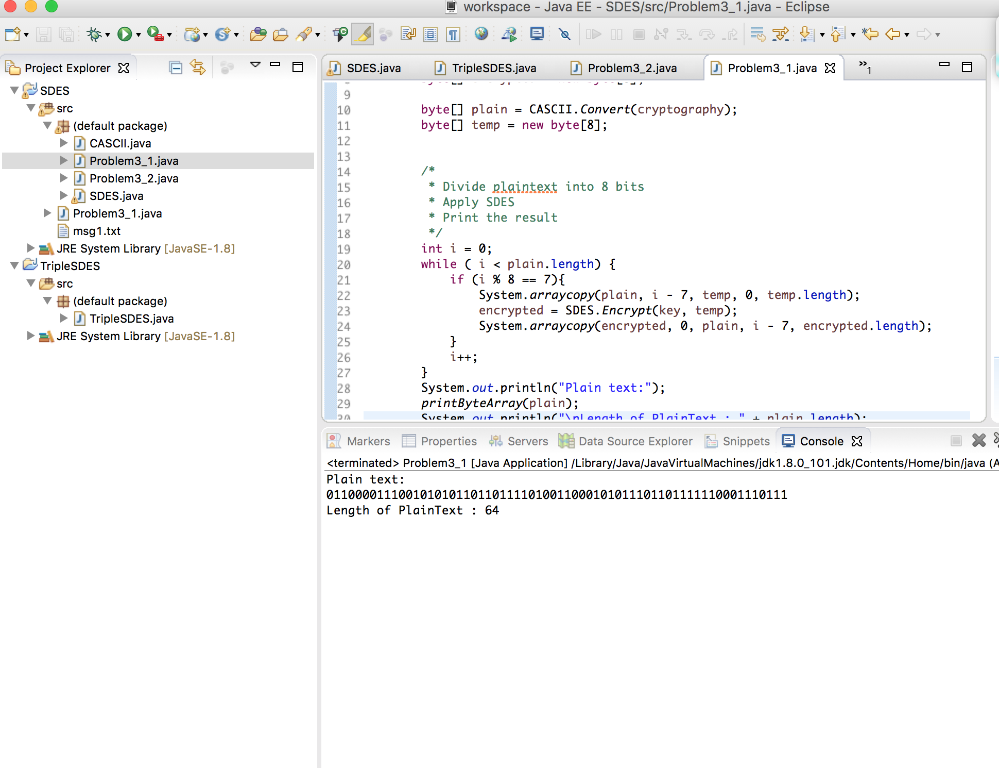 workspace - Java EE - SDES/src/Problem3_1.java - Eclipse
Project Explorer
SDES
src
(default package)
CASCII.java
Problem3_1.java
Problem3_2.java
SDES.java
Problem3_1.java
msg1.txt
JRE System Library [JavaSE-1.8]
TripleSDES
src
(default package)
TripleSDES.java
JRE System Library [JavaSE-1.8]
SDES.java TripleSDES.java Problem3_2.java Problem3_1.java »1
9
10 byte[] plain = CASCII.Convert(cryptography);
11 byte[] temp = new byte[8];
12
13
14 /*
15 * Divide plaintext into 8 bits
16 * Apply SDES
17 * Print the result
18 */
19 int i = 0;
20 while ( i < plain.length) {
21 if (i % 8 == 7){
22 System.arraycopy(plain, i - 7, temp, 0, temp.length);
23 encrypted = SDES.Encrypt(key, temp);
24 System.arraycopy(encrypted, 0, plain, i - 7, encrypted.length);
25 }
26 i++;
27 }
28 System.out.println("Plain text:");
29 printByteArray(plain);
30 System.out.println("\nLength of PlainText : " + plain.length);
Markers Properties Servers Data Source Explorer Snippets Console
<terminated> Problem3_1 [Java Application] /Library/Java/JavaVirtualMachines/jdk1.8.0_101.jdk/Contents/Home/bin/java (A
Plain text:
0110000111001010101101101111010011000101011101101111110001110111
Length of PlainText : 64